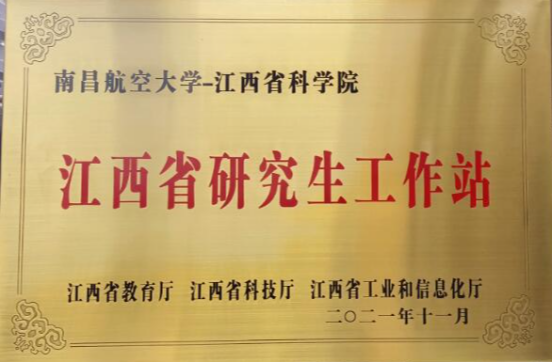 南昌航空大学-江西省科学院
江西省研究生工作站
江西省教育厅 江西省科技厅 江西省工业和信息化厅
二〇二一年十一月